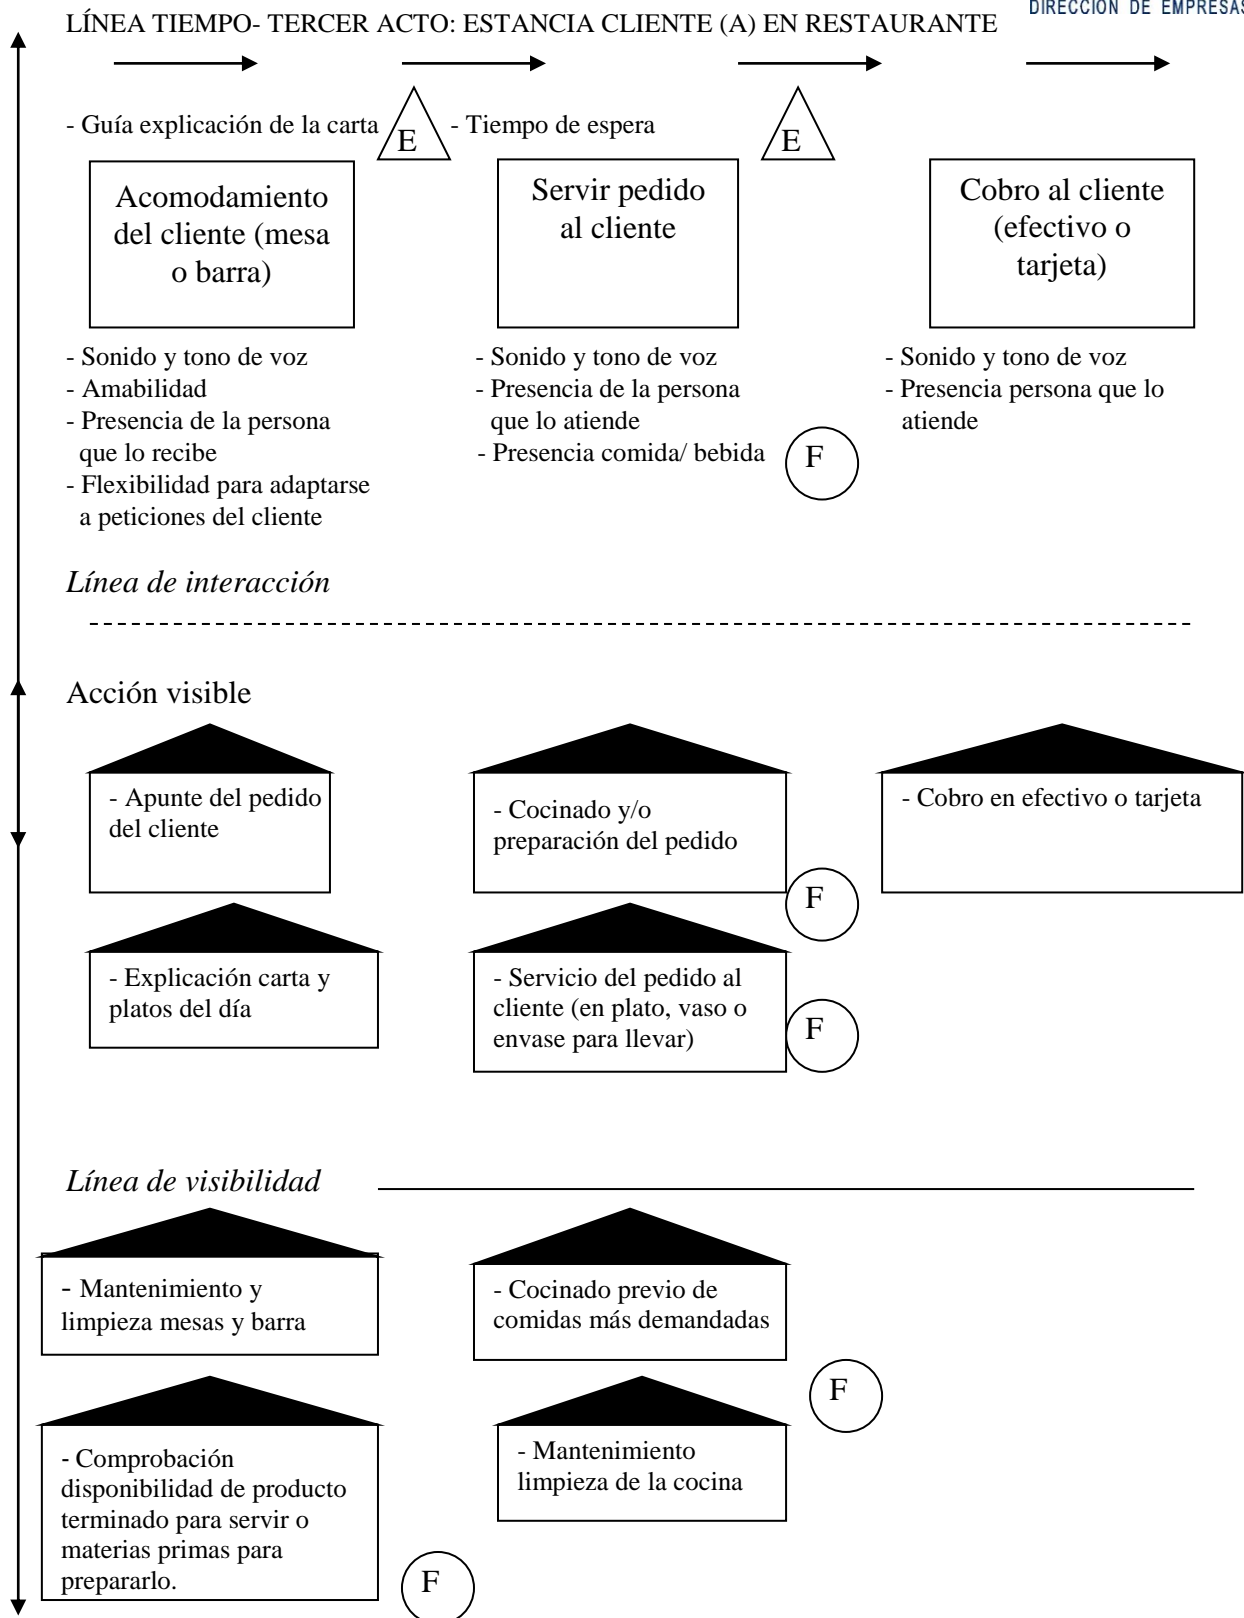 DIRECCIÓN DE EMPRESAS
LÍNEA TIEMPO- TERCER ACTO: ESTANCIA CLIENTE (A) EN RESTAURANTE
- Guía explicación de la carta
E
- Tiempo de espera
E
Acomodamiento
del cliente (mesa
o barra)
Servir pedido
al cliente
Cobro al cliente
(efectivo o
tarjeta)
- Sonido y tono de voz
- Amabilidad
- Presencia de la persona
que lo recibe
- Flexibilidad para adaptarse
a peticiones del cliente
- Sonido y tono de voz
- Presencia de la persona
que lo atiende
- Presencia comida/ bebida
F
- Sonido y tono de voz
- Presencia persona que lo
atiende
Línea de interacción
Acción visible
- Apunte del pedido
del cliente
- Cocinado y/o
preparación del pedido
F
- Cobro en efectivo o tarjeta
- Explicación carta y
platos del día
- Servicio del pedido al
cliente (en plato, vaso o
envase para llevar)
F
Línea de visibilidad
- Mantenimiento y
limpieza mesas y barra
- Cocinado previo de
comidas más demandadas
F
- Comprobación
disponibilidad de producto
terminado para servir o
materias primas para
prepararlo.
F
- Mantenimiento
limpieza de la cocina